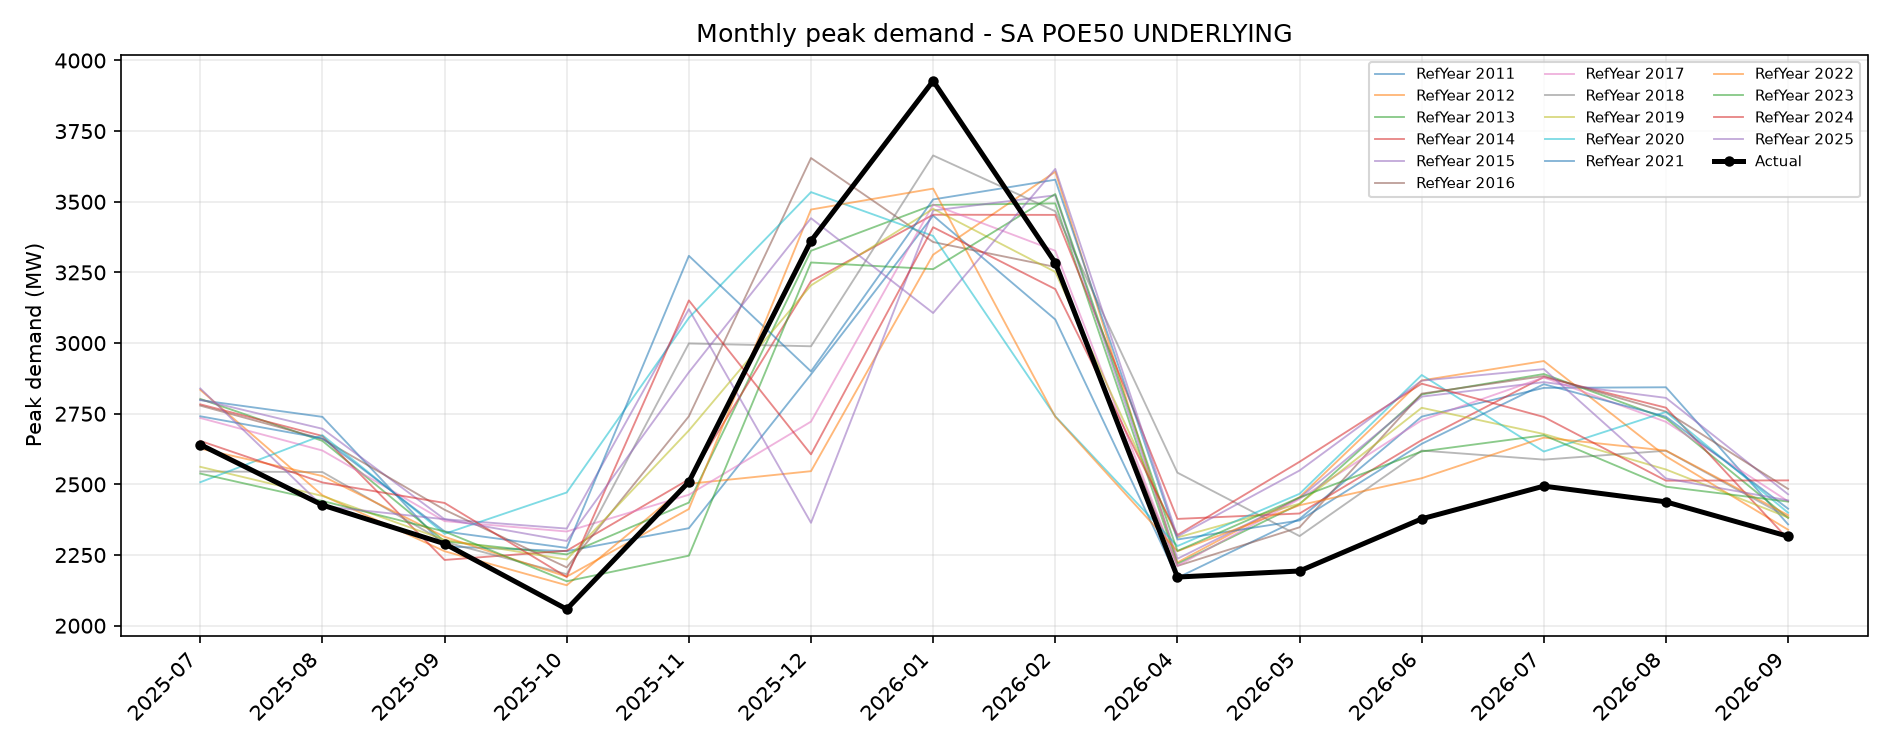 Monthly peak demand - SA POE50 UNDERLYING
Peak demand (MW)
4000
3750
3500
3250
3000
2750
2500
2250
2000
RefYear 2011
RefYear 2012
RefYear 2013
RefYear 2014
RefYear 2015
RefYear 2016
RefYear 2017
RefYear 2018
RefYear 2019
RefYear 2020
RefYear 2021
RefYear 2022
RefYear 2023
RefYear 2024
RefYear 2025
Actual
2025-07
2025-08
2025-09
2025-10
2025-11
2025-12
2026-01
2026-02
2026-04
2026-05
2026-06
2026-07
2026-08
2026-09